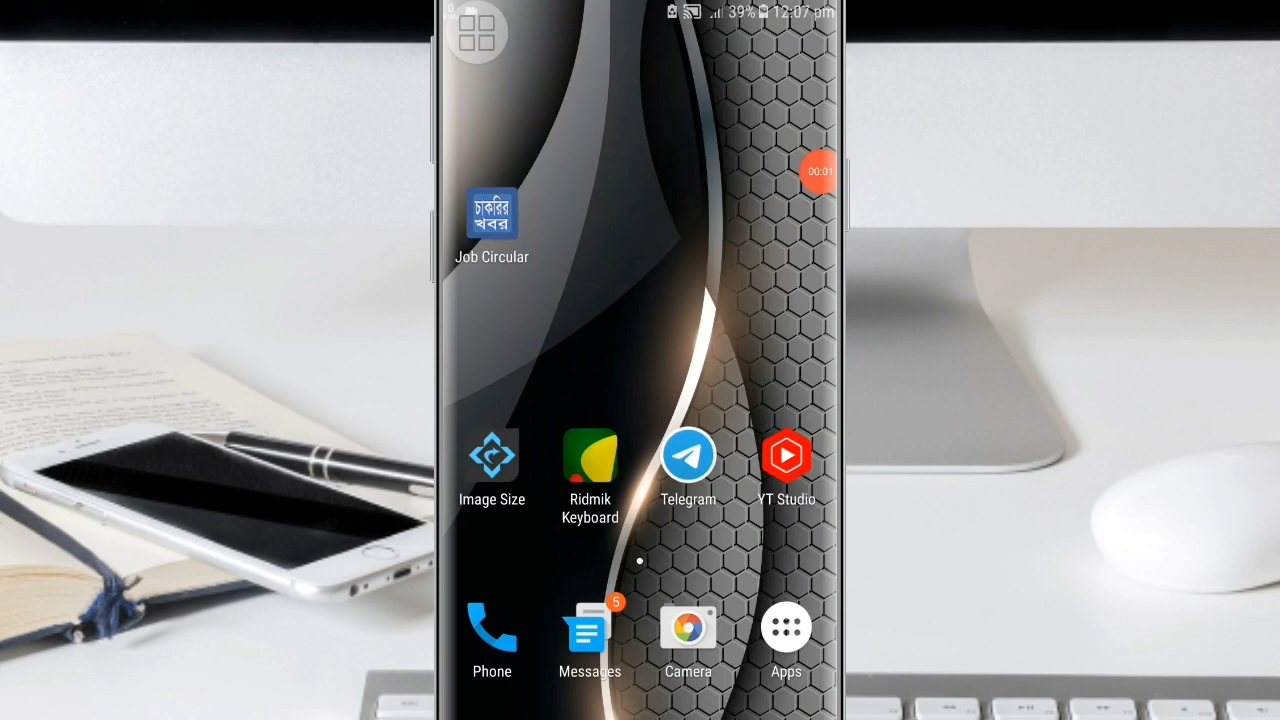 0
39% 12:07 pm
00:01
চাকরির
খবর
Job Circular
Image Size
Ridmik
Keyboard
Telegram
YT Studio
5
Phone
Messages
Camera
Apps